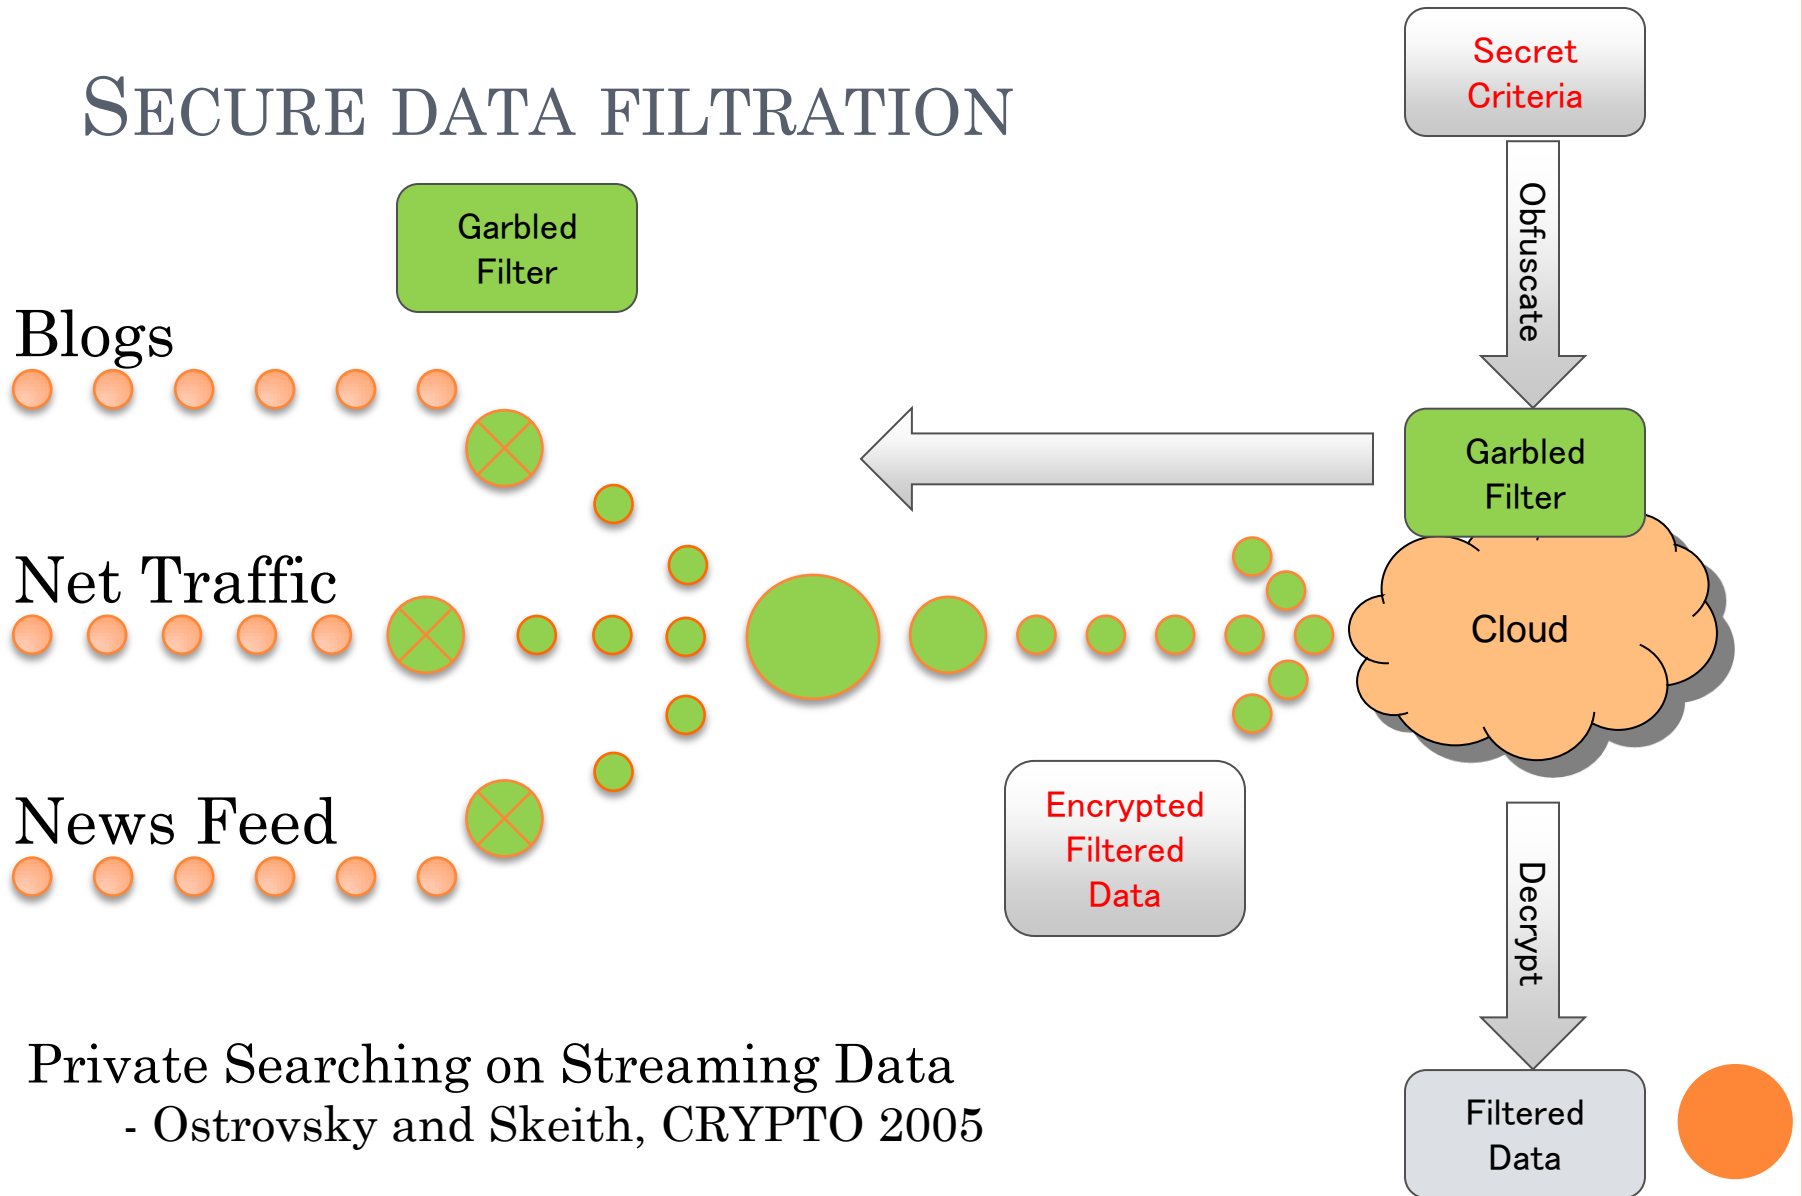 SECURE DATA FILTRATION
Secret
Criteria
Obfuscate
Garbled
Filter
Blogs
Garbled
Filter
Net Traffic
Cloud
News Feed
Encrypted
Filtered
Data
Decrypt
Private Searching on Streaming Data
- Ostrovsky and Skeith, CRYPTO 2005
Filtered
Data